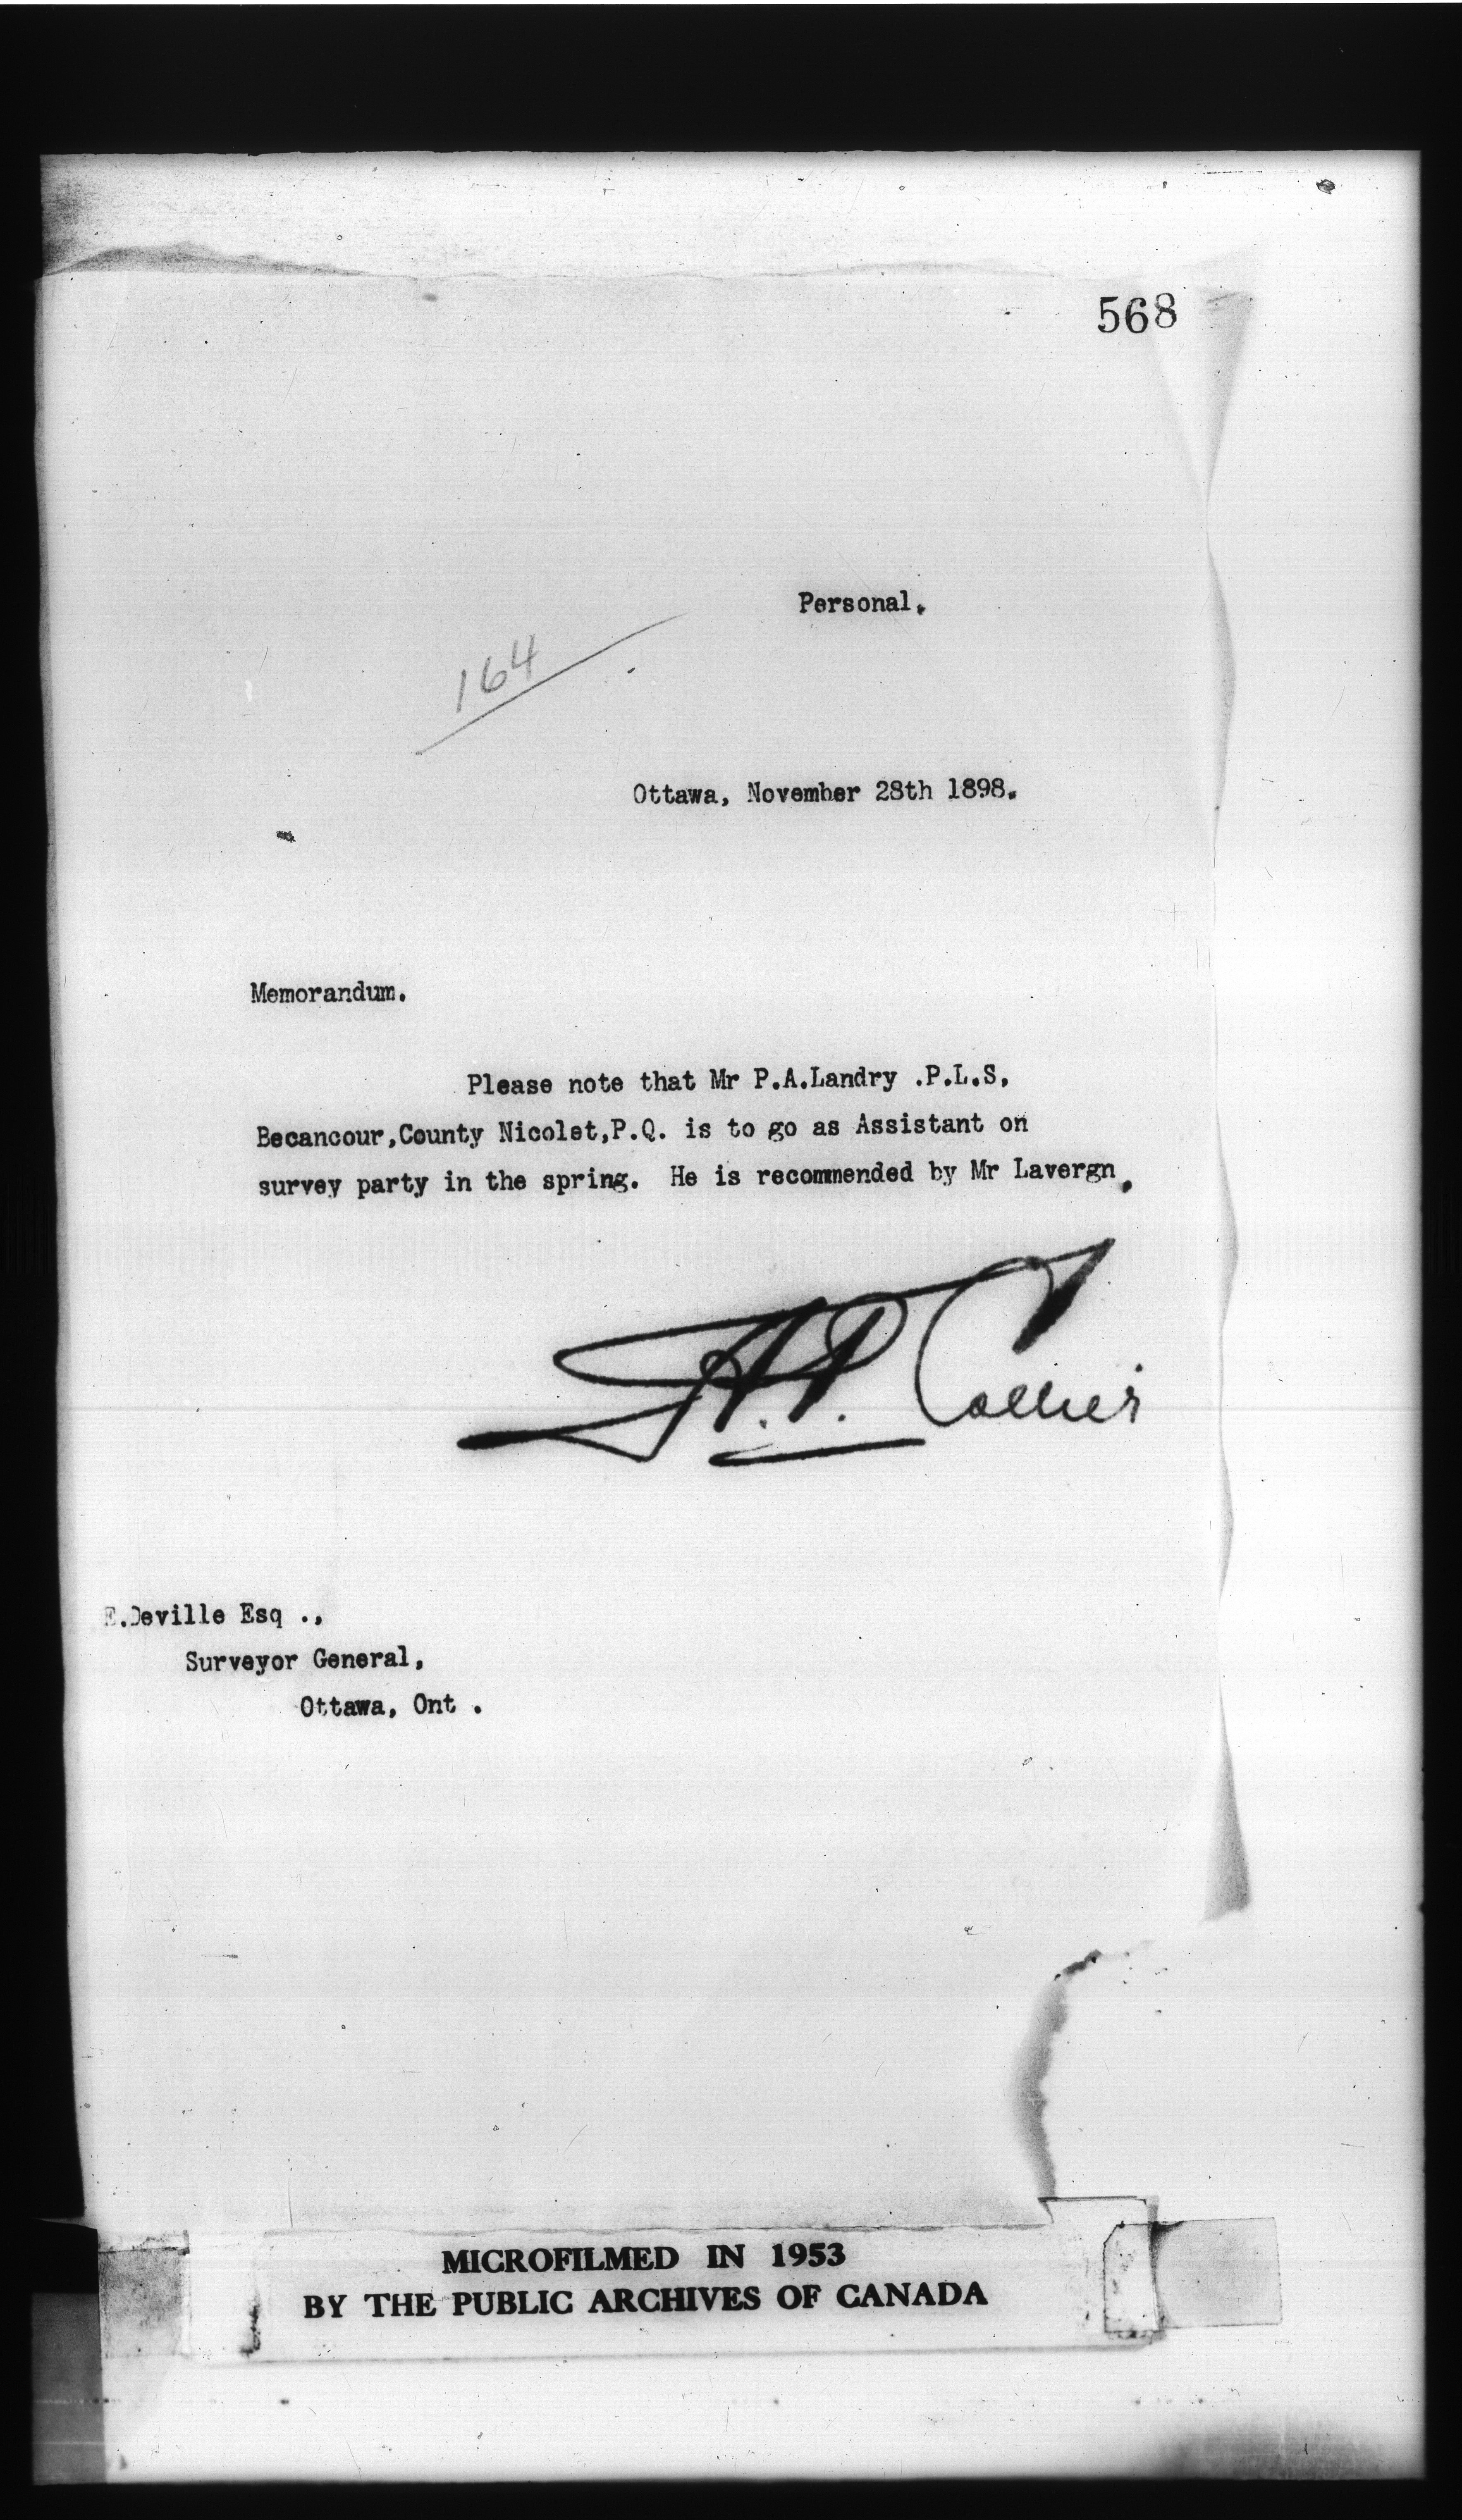 568
Personal.
164
Ottawa, November 28th 1898.
Memorandum.
Please note that Mr P.A.Landry .P.L.S,
Becancour,County Nicolet,P.Q. is to go as Assistant on
survey party in the spring. He is recommended by Mr Lavergn.
A.P. Collier
E.Deville Esq .,
Surveyor General,
Ottawa, Ont .
MICROFILMED IN 1953
BY THE PUBLIC ARCHIVES OF CANADA